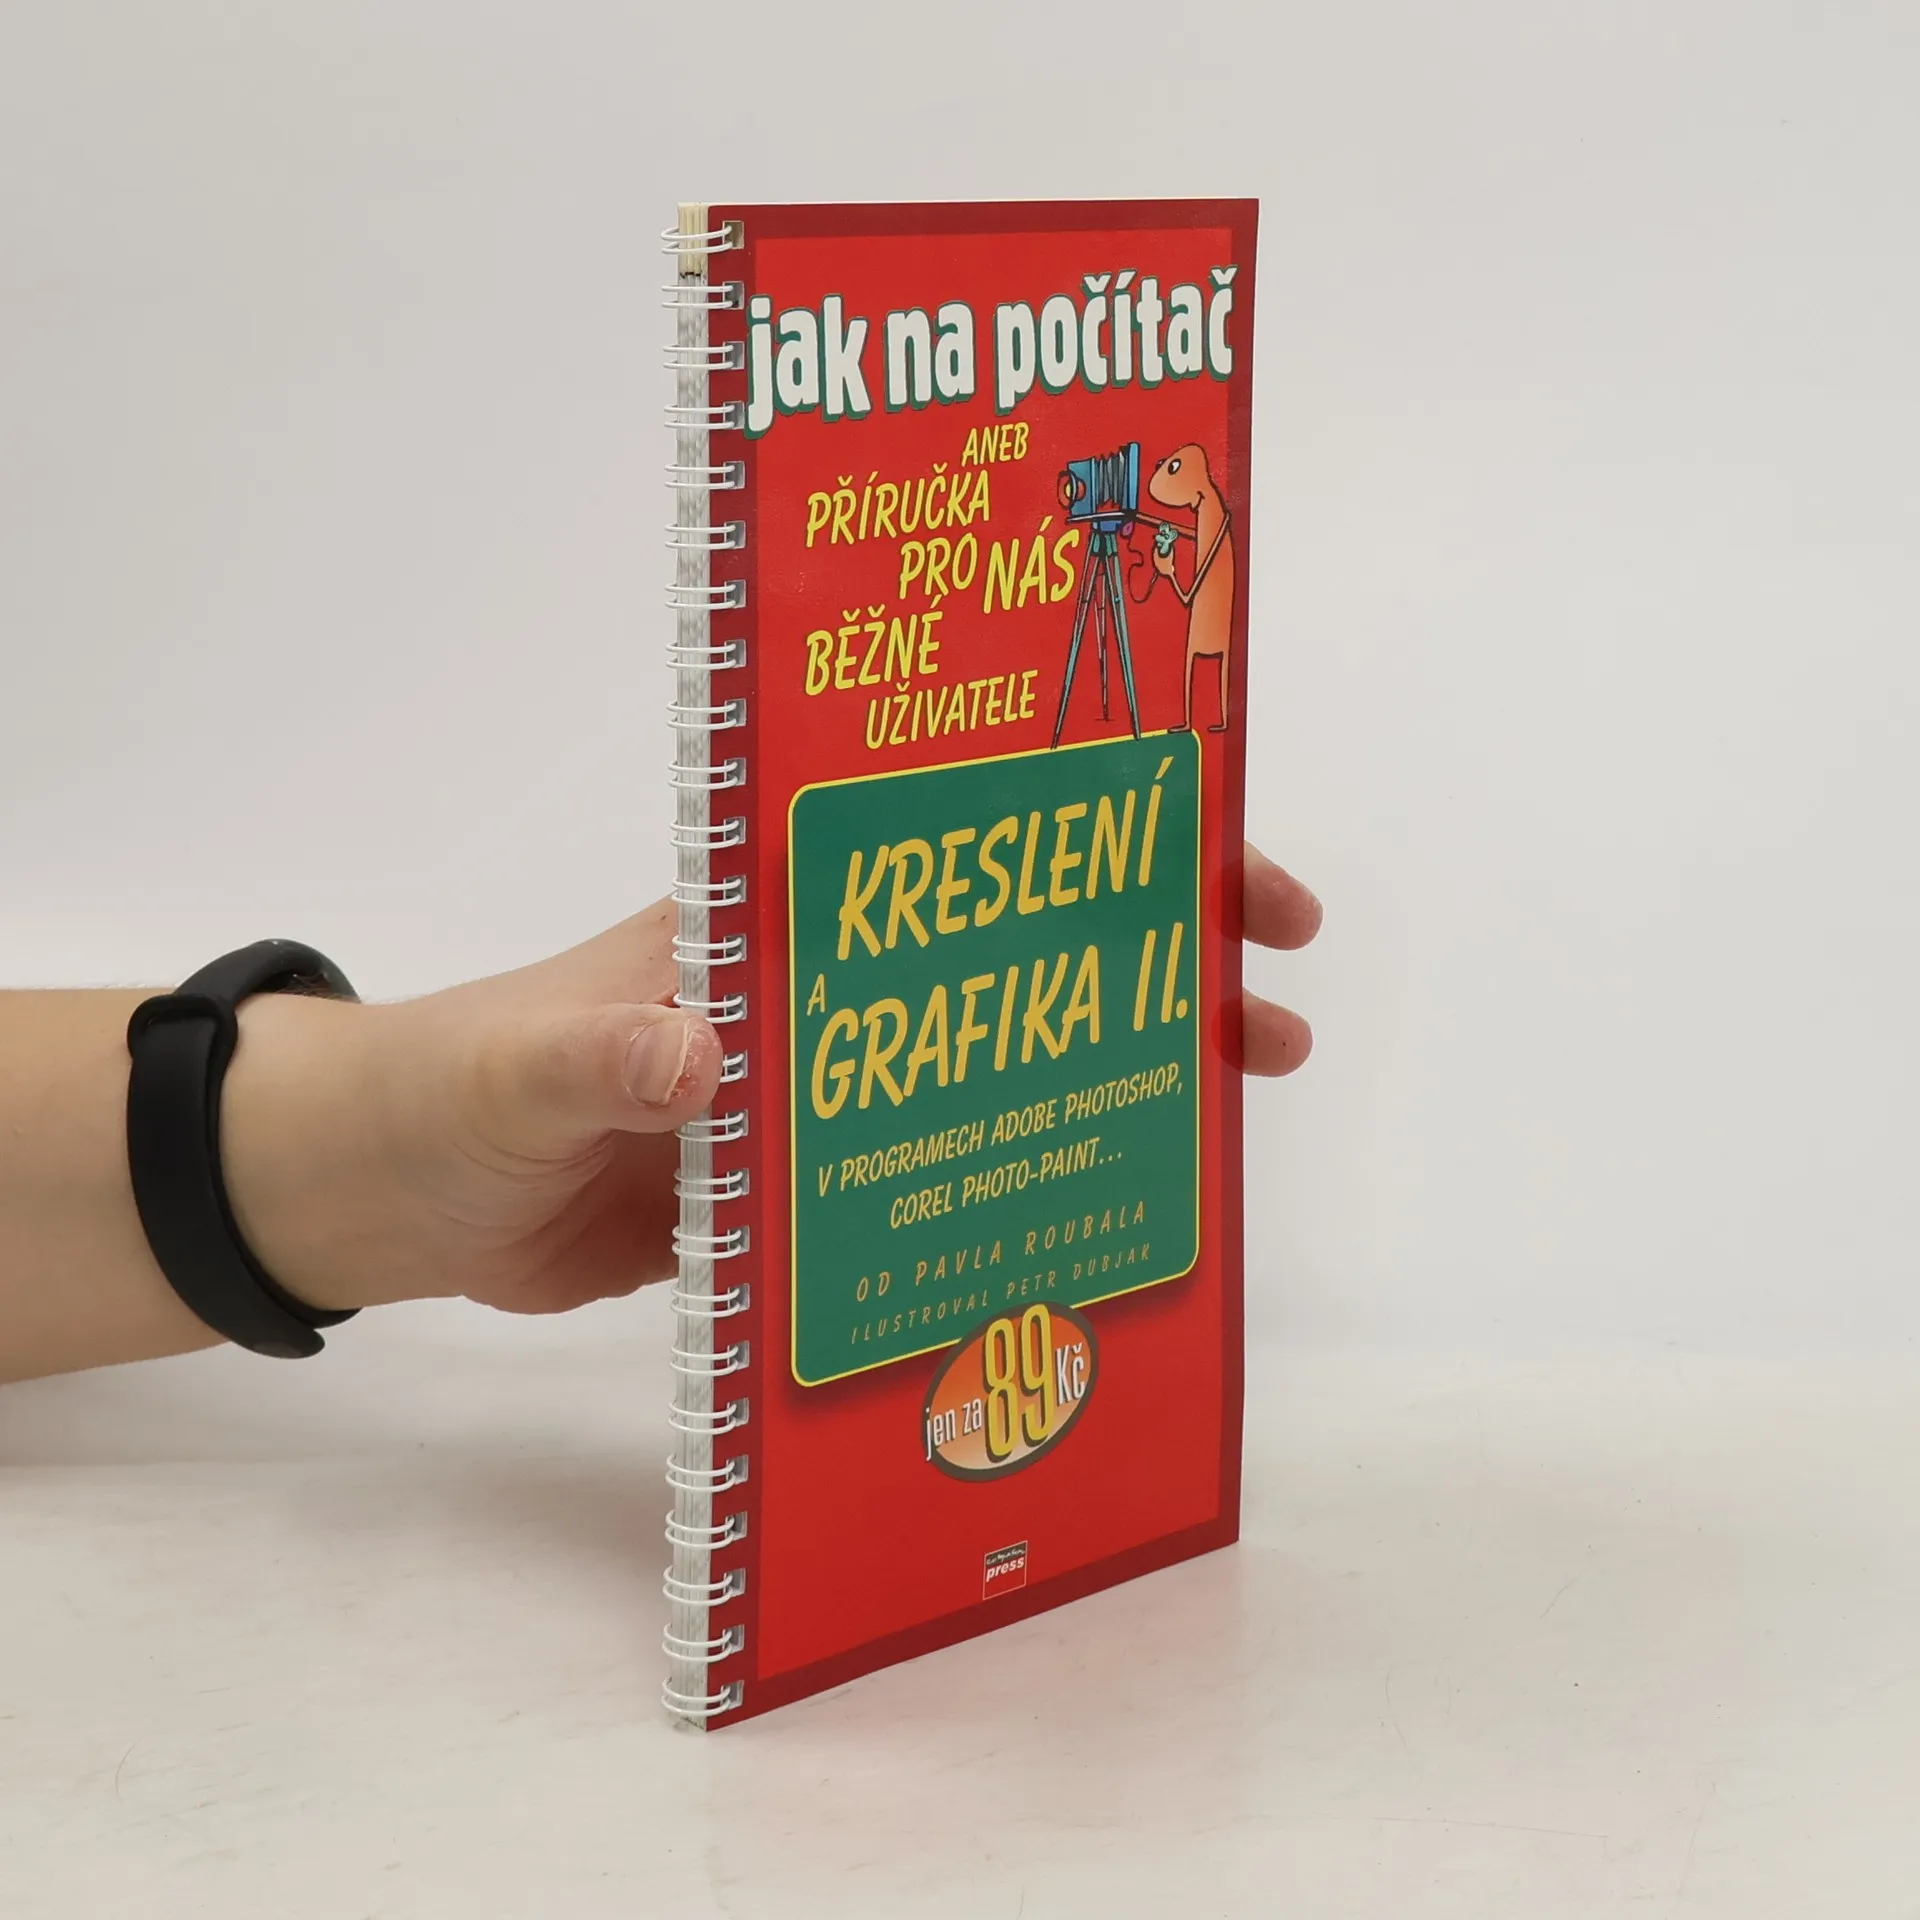 jak na počítač
ANEB
PŘÍRUČKA
PRO NÁS
BĚŽNÉ
UŽIVATELE
KRESLENÍ
A
GRAFIKA II.
V PROGRAMECH ADOBE PHOTOSHOP,
COREL PHOTO-PAINT...
OD PAVLA ROUBALA
ILUSTROVAL PETR DUBJAK
jen za 89 Kč
computer
press